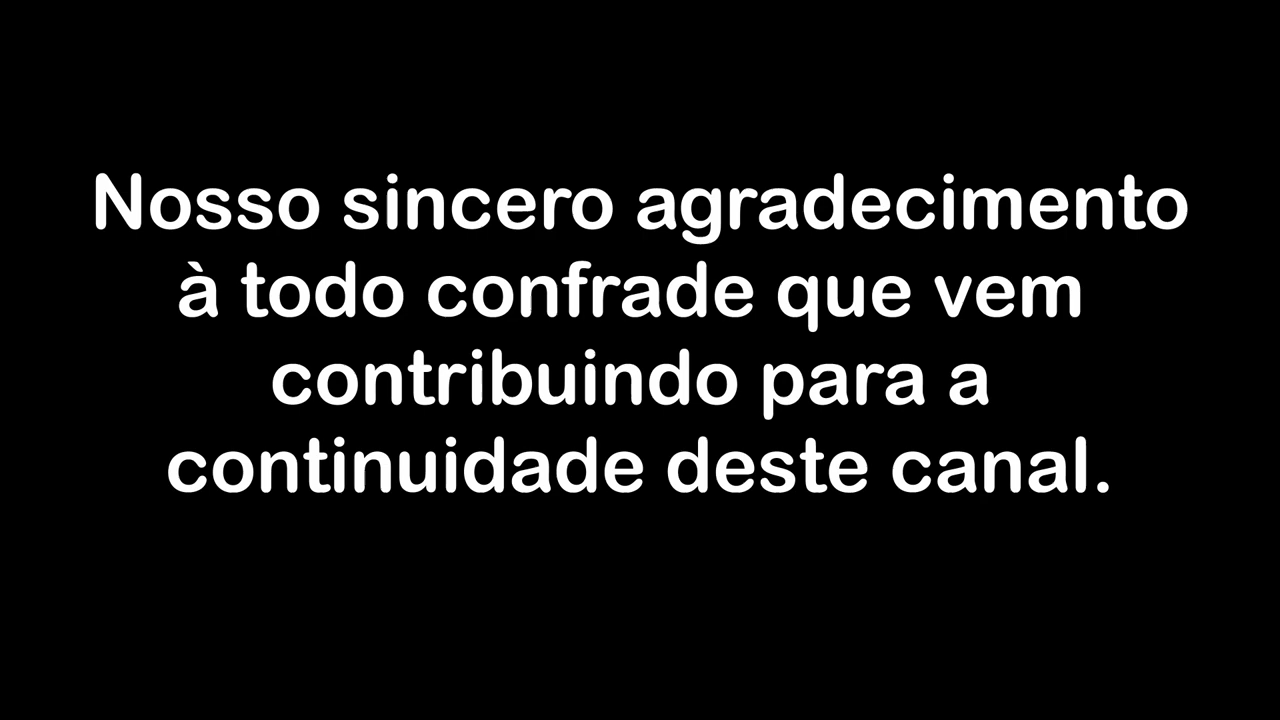 Nosso sincero agradecimento
à todo confrade que vem
contribuindo para a
continuidade deste canal.